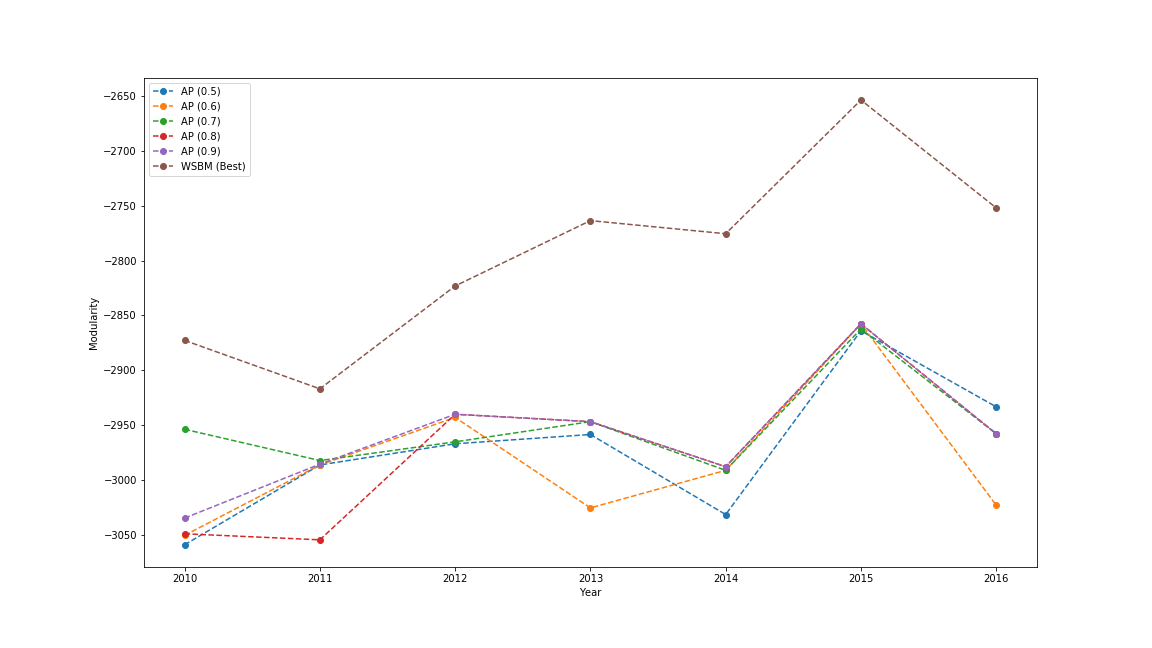 AP (0.5)
AP (0.6)
AP (0.7)
AP (0.8)
AP (0.9)
WSBM (Best)
−2650
−2700
−2750
−2800
−2850
−2900
−2950
−3000
−3050
Modularity
2010 2011 2012 2013 2014 2015 2016
Year